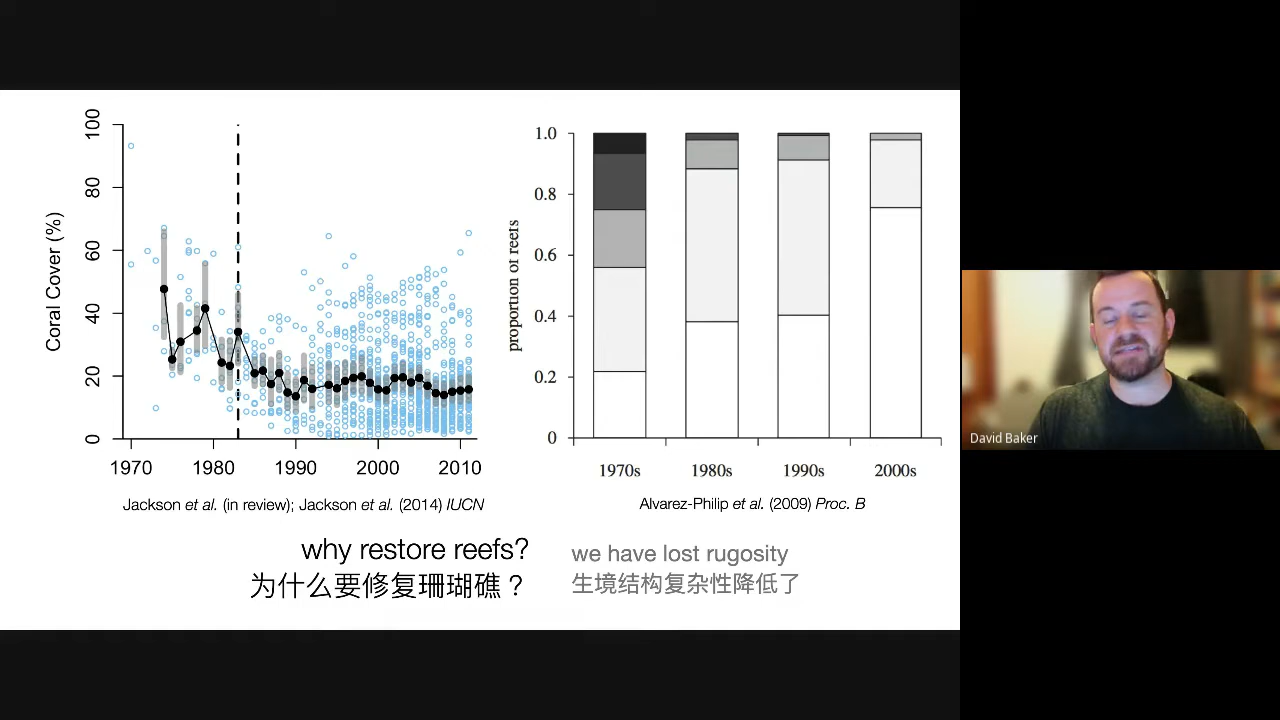 Coral Cover (%)
100
80
60
40
20
0
1970 1980 1990 2000 2010
Jackson et al. (in review); Jackson et al. (2014) IUCN
proportion of reefs
1.0
0.8
0.6
0.4
0.2
0
1970s 1980s 1990s 2000s
Alvarez-Philip et al. (2009) Proc. B
why restore reefs?
为什么要修复珊瑚礁？
we have lost rugosity
生境结构复杂性降低了
David Baker